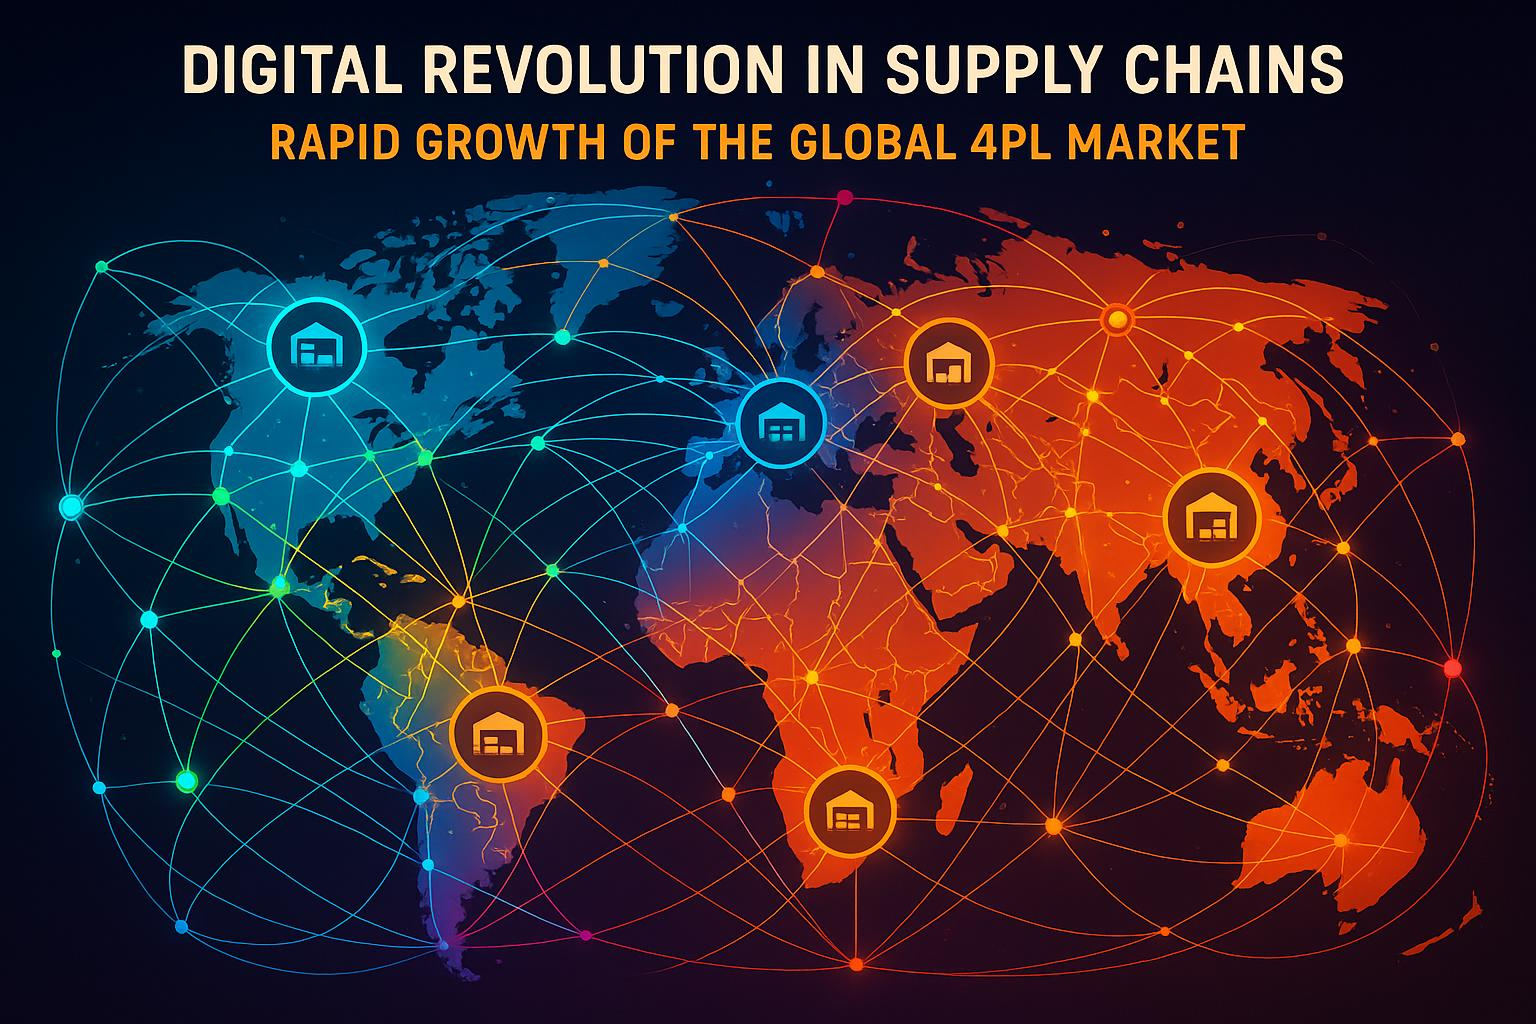 DIGITAL REVOLUTION IN SUPPLY CHAINS
RAPID GROWTH OF THE GLOBAL 4PL MARKET